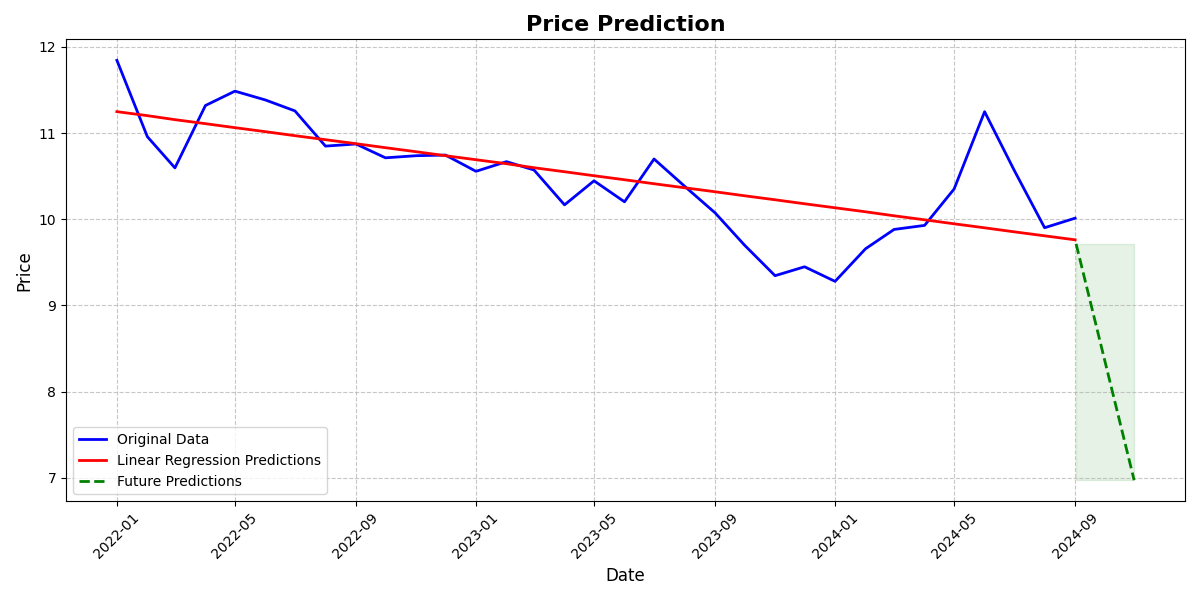 Price Prediction
Price
12
11
10
9
8
7
Original Data
Linear Regression Predictions
Future Predictions
2022-01
2022-05
2022-09
2023-01
2023-05
2023-09
2024-01
2024-05
2024-09
Date